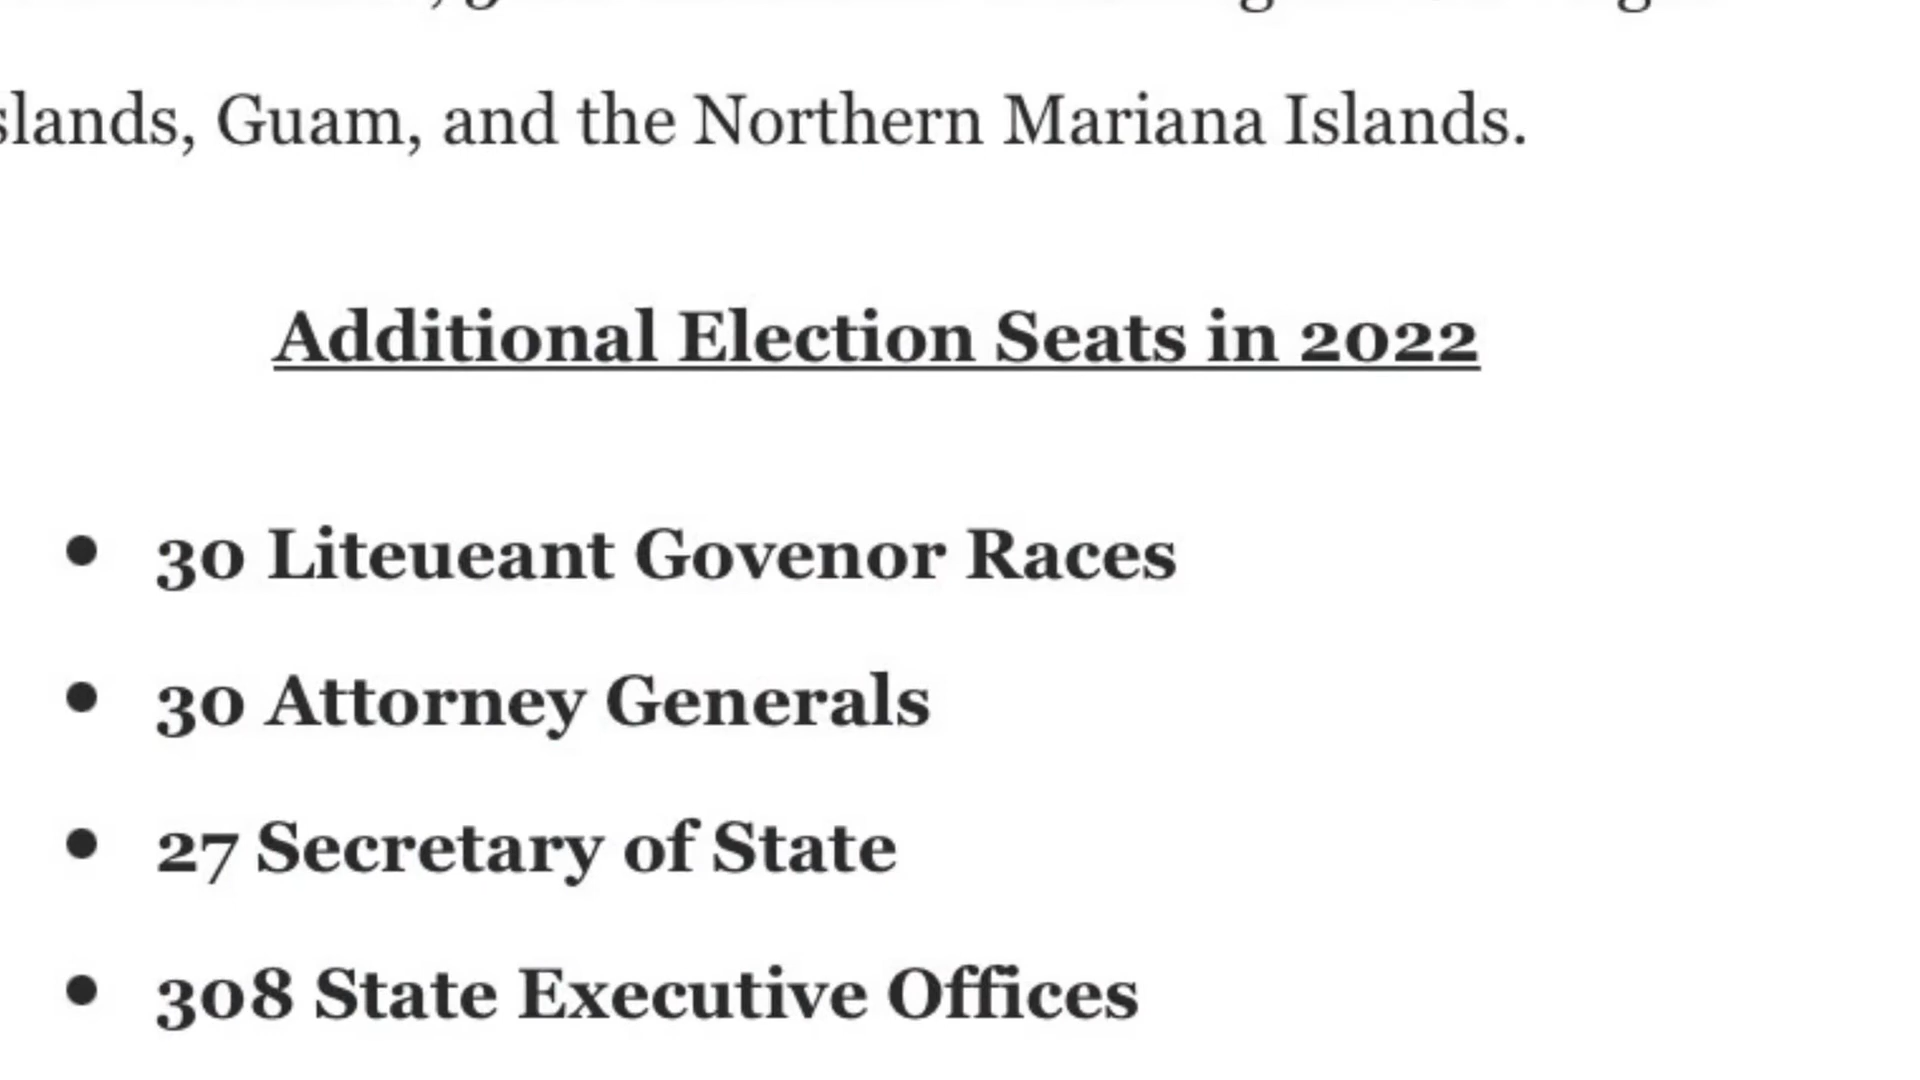 slands, Guam, and the Northern Mariana Islands.
Additional Election Seats in 2022
• 30 Liteueant Govenor Races
• 30 Attorney Generals
• 27 Secretary of State
• 308 State Executive Offices